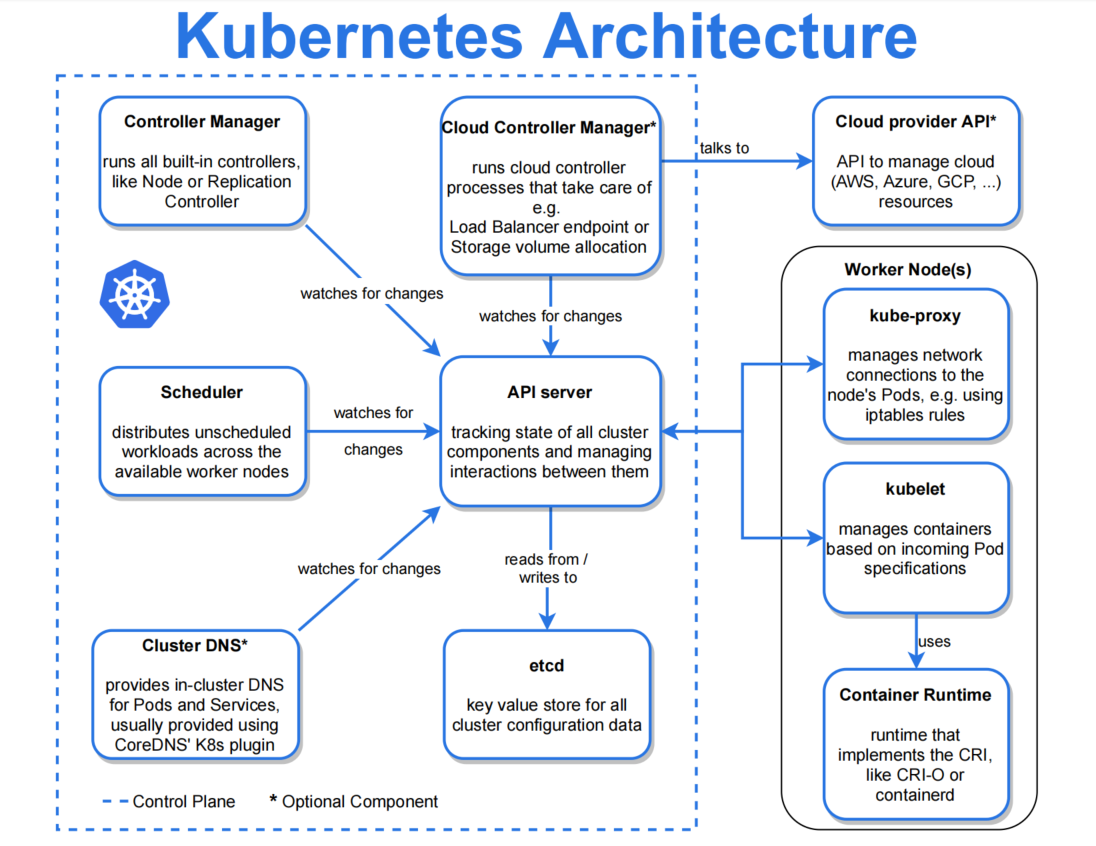 Kubernetes Architecture
Controller Manager
runs all built-in controllers,
like Node or Replication
Controller
Cloud Controller Manager*
runs cloud controller
processes that take care of
e.g.
Load Balancer endpoint or
Storage volume allocation
talks to
Cloud provider API*
API to manage cloud
(AWS, Azure, GCP, ...)
resources
watches for changes
watches for changes
Scheduler
distributes unscheduled
workloads across the
available worker nodes
watches for
changes
API server
tracking state of all cluster
components and managing
interactions between them
watches for changes
reads from /
writes to
Cluster DNS*
provides in-cluster DNS
for Pods and Services,
usually provided using
CoreDNS' K8s plugin
etcd
key value store for all
cluster configuration data
Control Plane
* Optional Component
Worker Node(s)
kube-proxy
manages network
connections to the
node's Pods, e.g. using
iptables rules
kubelet
manages containers
based on incoming Pod
specifications
uses
Container Runtime
runtime that
implements the CRI,
like CRI-O or
containerd